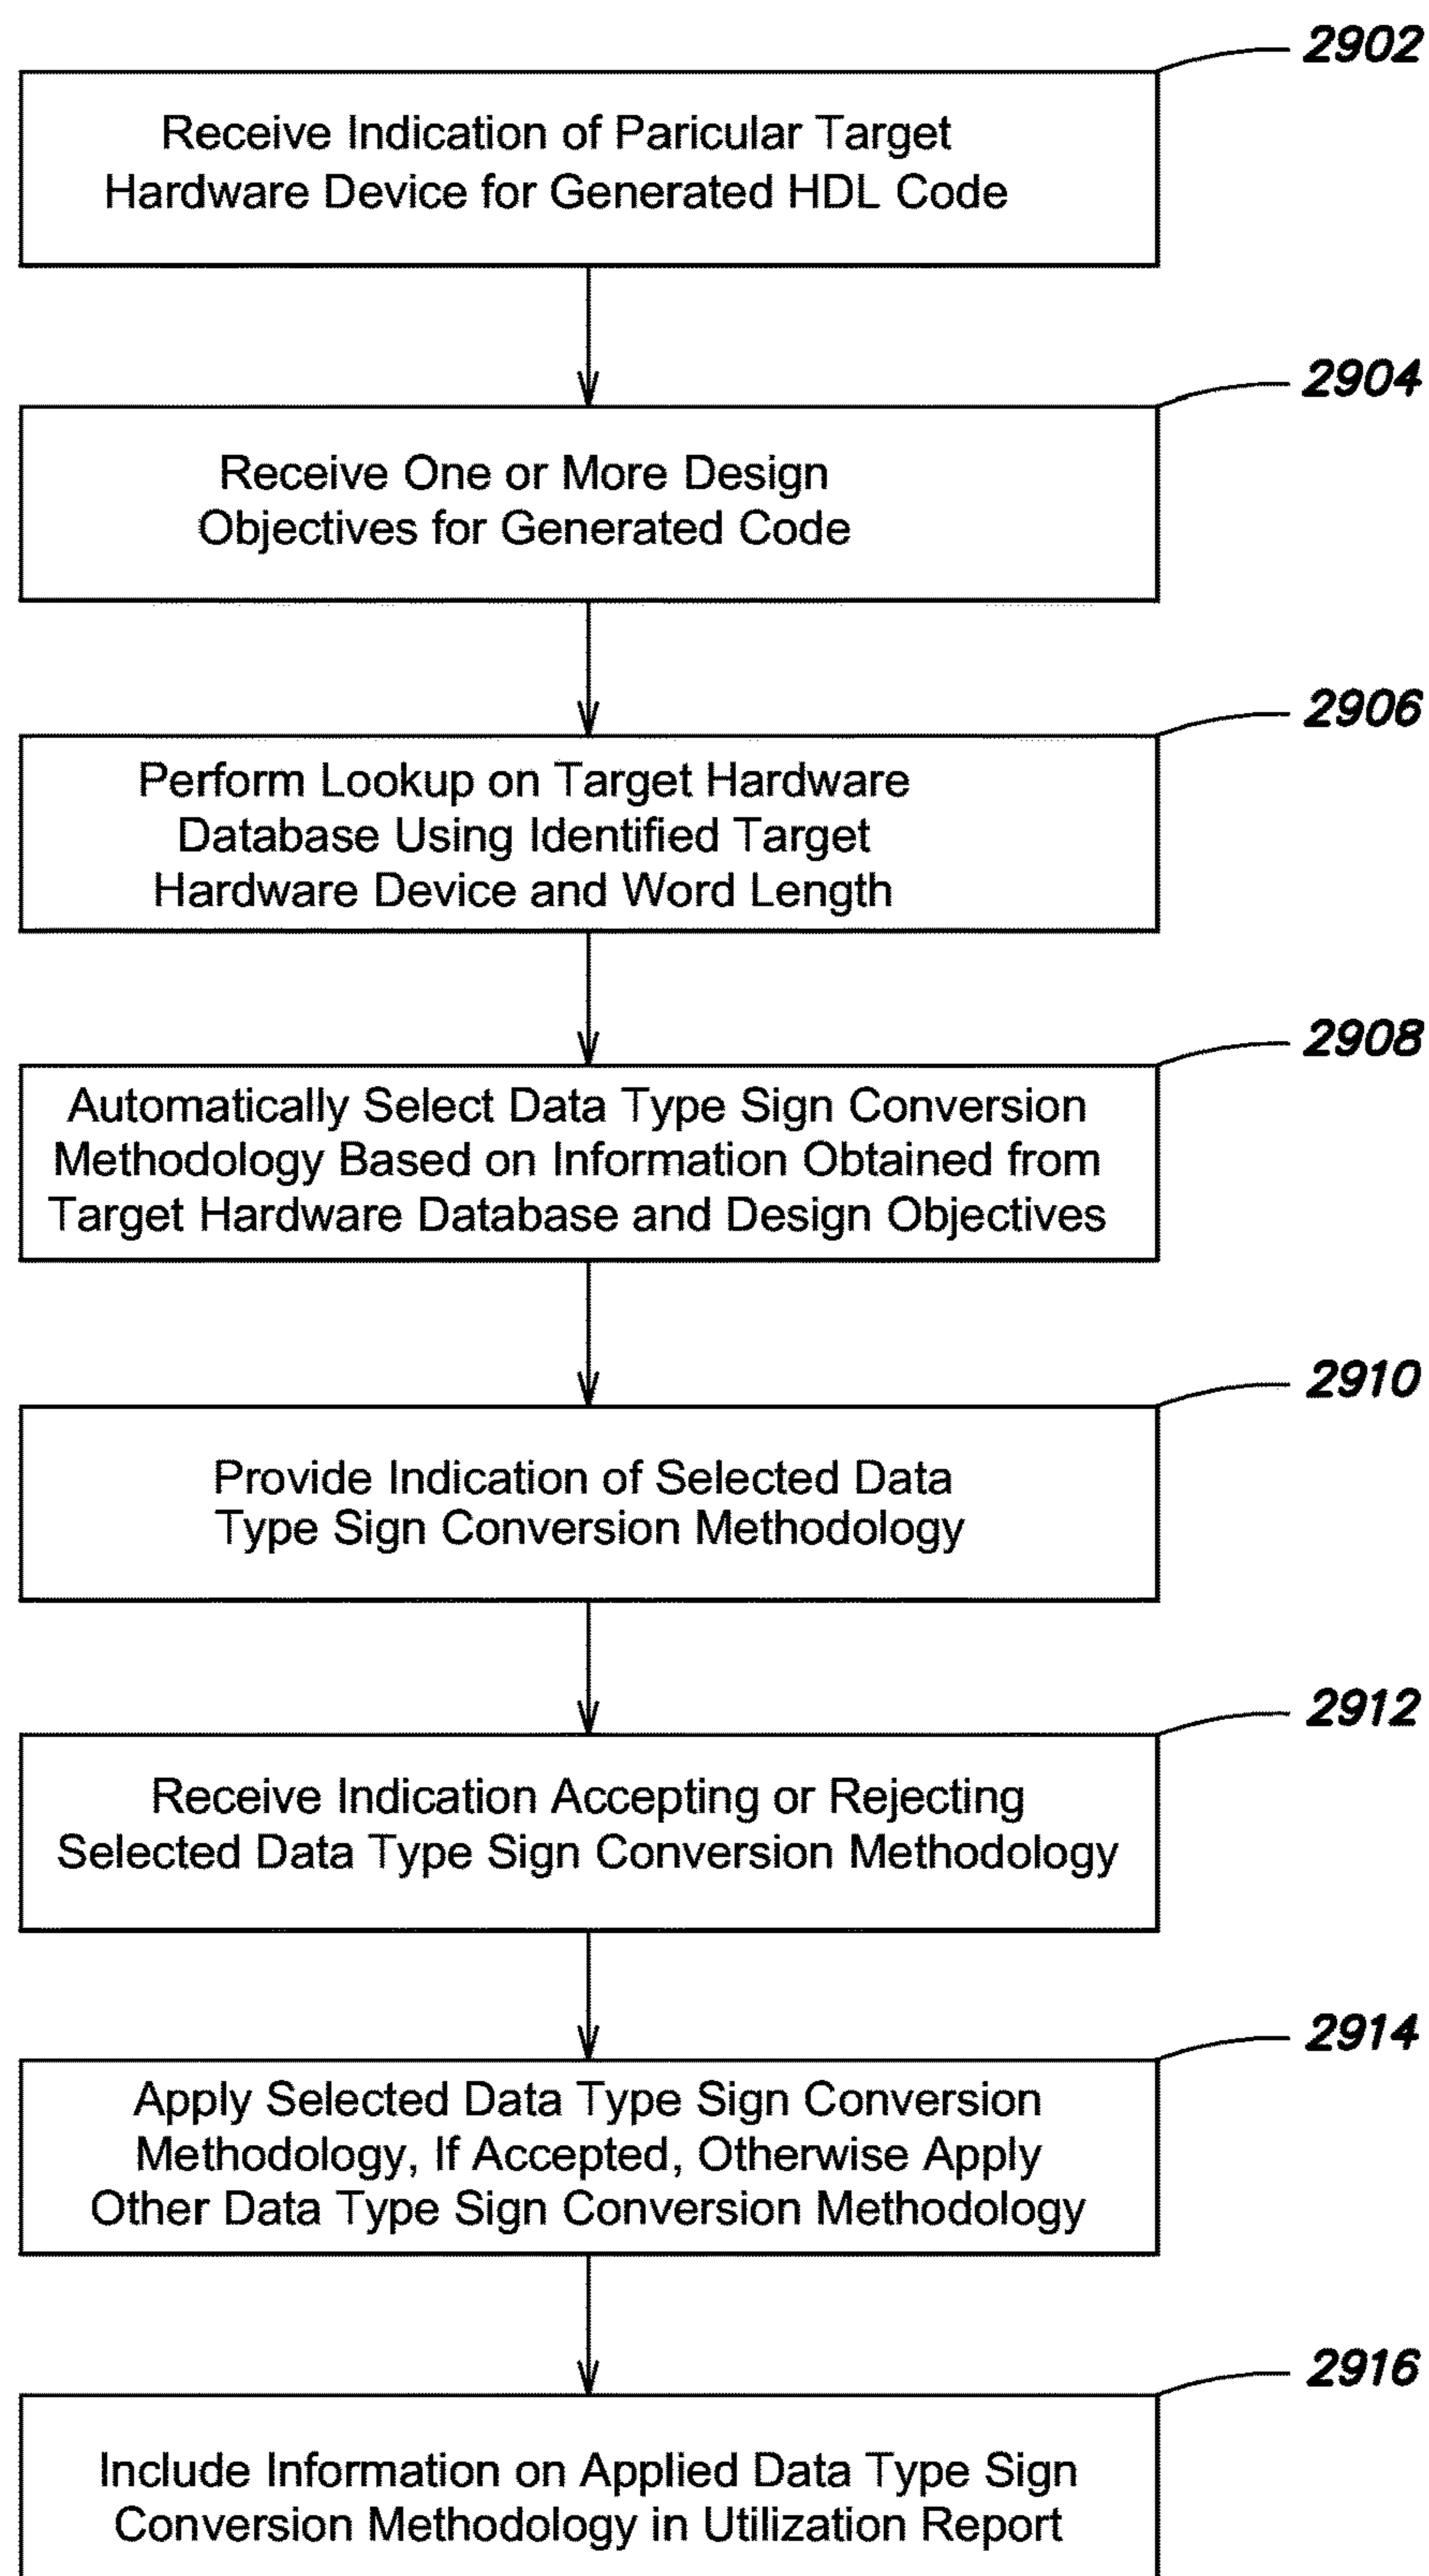 2902
Receive Indication of Paricular Target
Hardware Device for Generated HDL Code
2904
Receive One or More Design
Objectives for Generated Code
2906
Perform Lookup on Target Hardware
Database Using Identified Target
Hardware Device and Word Length
2908
Automatically Select Data Type Sign Conversion
Methodology Based on Information Obtained from
Target Hardware Database and Design Objectives
2910
Provide Indication of Selected Data
Type Sign Conversion Methodology
2912
Receive Indication Accepting or Rejecting
Selected Data Type Sign Conversion Methodology
2914
Apply Selected Data Type Sign Conversion
Methodology, If Accepted, Otherwise Apply
Other Data Type Sign Conversion Methodology
2916
Include Information on Applied Data Type Sign
Conversion Methodology in Utilization Report